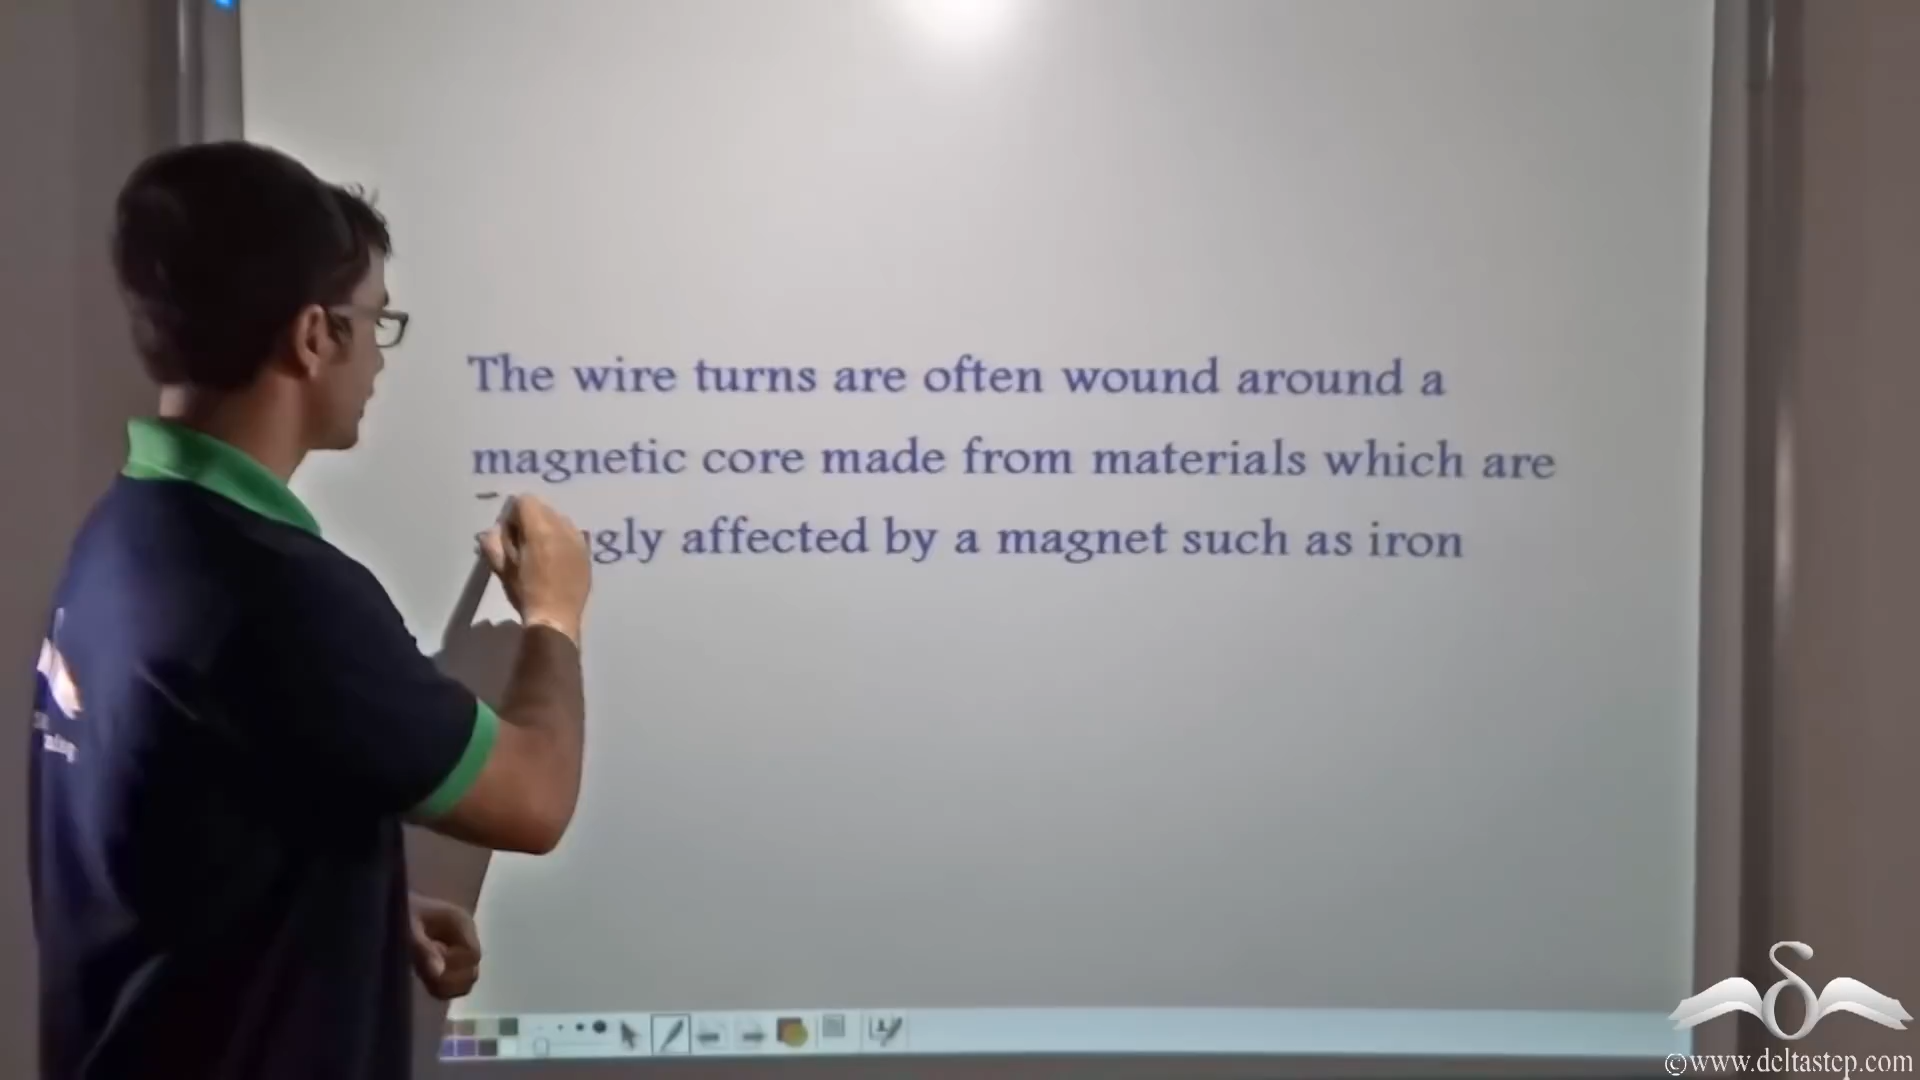 The wire turns are often wound around a
magnetic core made from materials which are
affected by a magnet such as iron
©www.deltastep.com